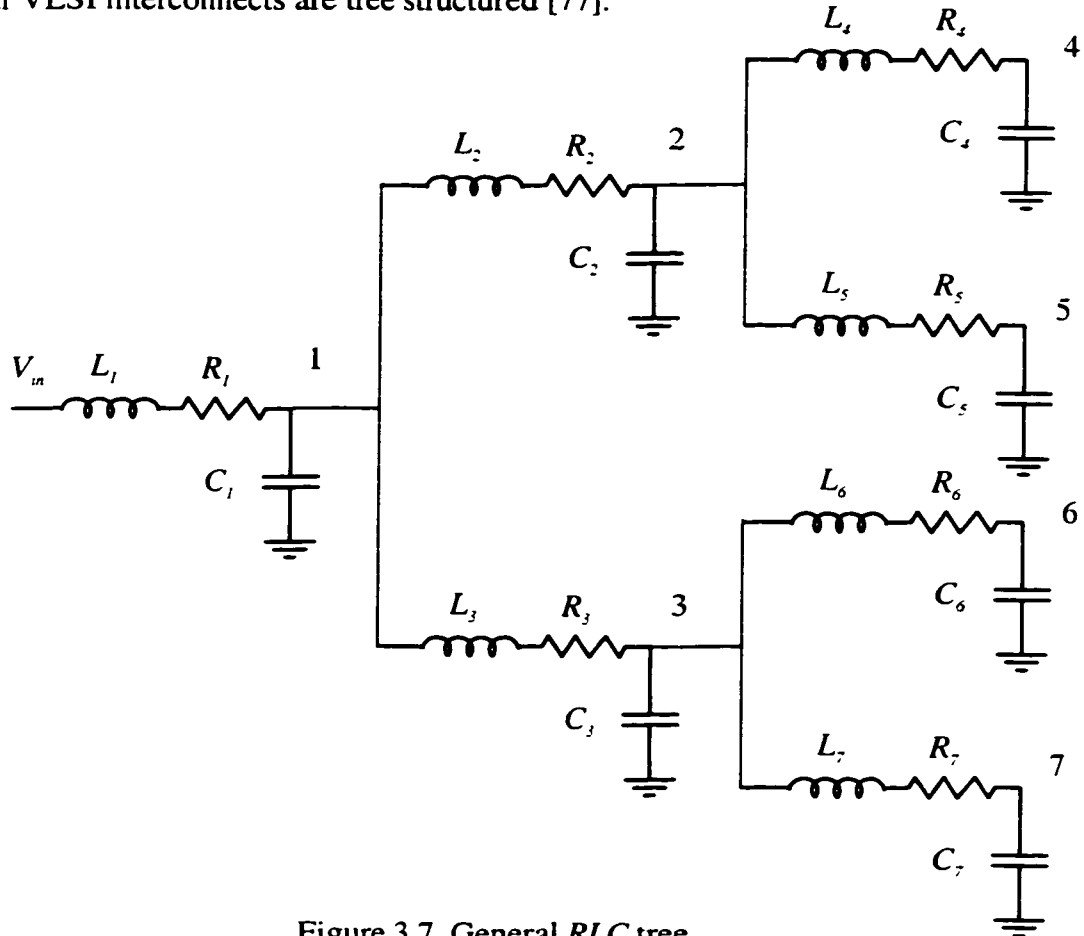 VLSI interconnects are tree structured [77].
L₄ R₄ 4
C₄
L₂ R₂ 2
C₂
L₅ R₅ 5
C₅
V_in L₁ R₁ 1
C₁
L₆ R₆ 6
C₆
L₃ R₃ 3
C₃
L₇ R₇ 7
C₇
Figure 3.7 General RLC tree